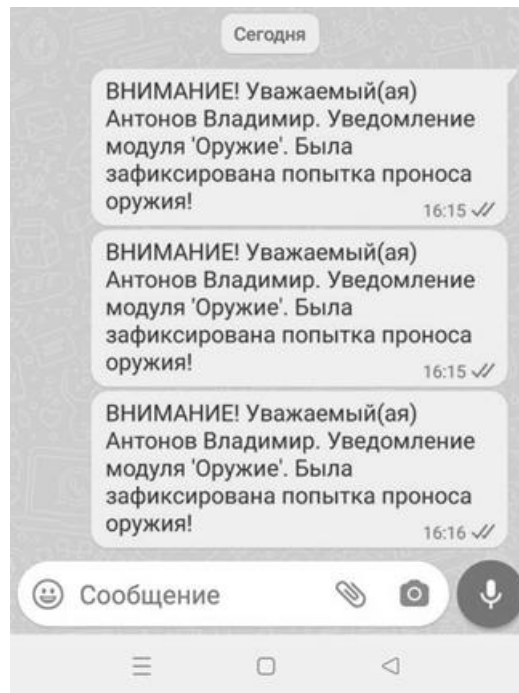 Сегодня
ВНИМАНИЕ! Уважаемый(ая)
Антонов Владимир. Уведомление
модуля 'Оружие'. Была
зафиксирована попытка проноса
оружия!
16:15
ВНИМАНИЕ! Уважаемый(ая)
Антонов Владимир. Уведомление
модуля 'Оружие'. Была
зафиксирована попытка проноса
оружия!
16:15
ВНИМАНИЕ! Уважаемый(ая)
Антонов Владимир. Уведомление
модуля 'Оружие'. Была
зафиксирована попытка проноса
оружия!
16:16
Сообщение